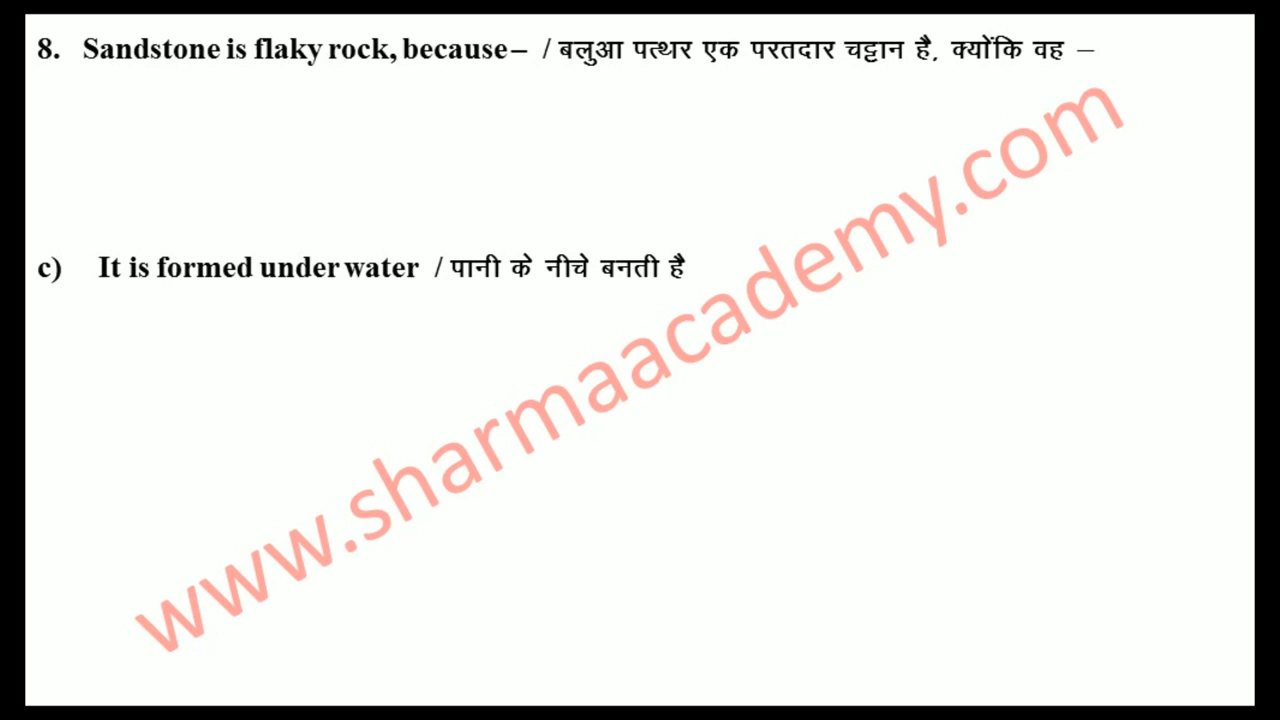 8. Sandstone is flaky rock, because – / बलुआ पत्थर एक परतदार चट्टान है, क्योंकि वह –
c) It is formed under water / पानी के नीचे बनती है
www.sharmaacademy.com